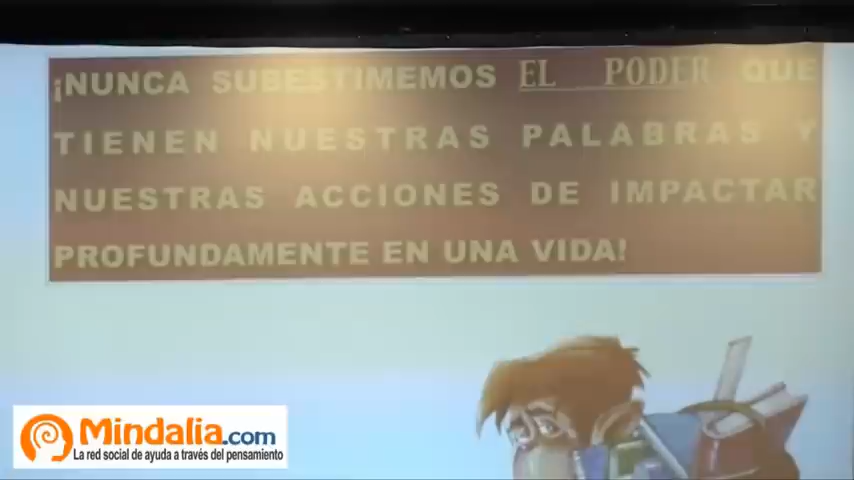 ¡NUNCA SUBESTIMEMOS EL PODER QUE
TIENEN NUESTRAS PALABRAS Y
NUESTRAS ACCIONES DE IMPACTAR
PROFUNDAMENTE EN UNA VIDA!
Mindalia.com
La red social de ayuda a través del pensamiento